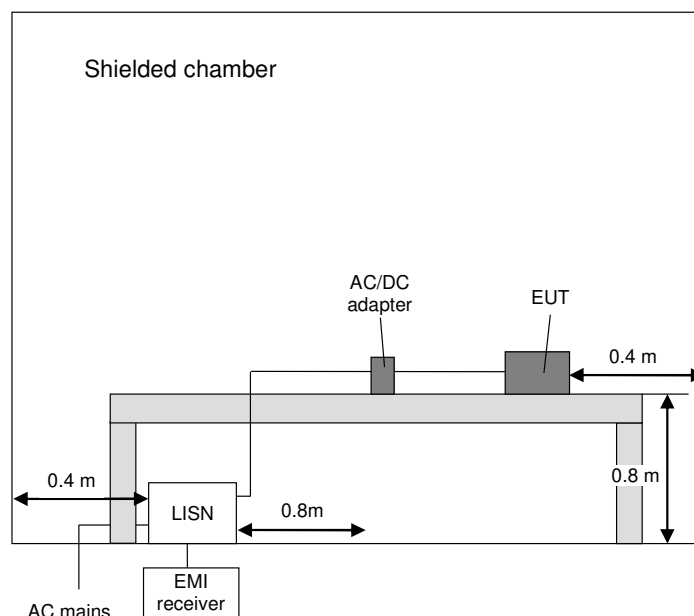 Shielded chamber
AC/DC
adapter
EUT
0.4 m
0.4 m
0.8 m
LISN
0.8m
AC mains
EMI
receiver